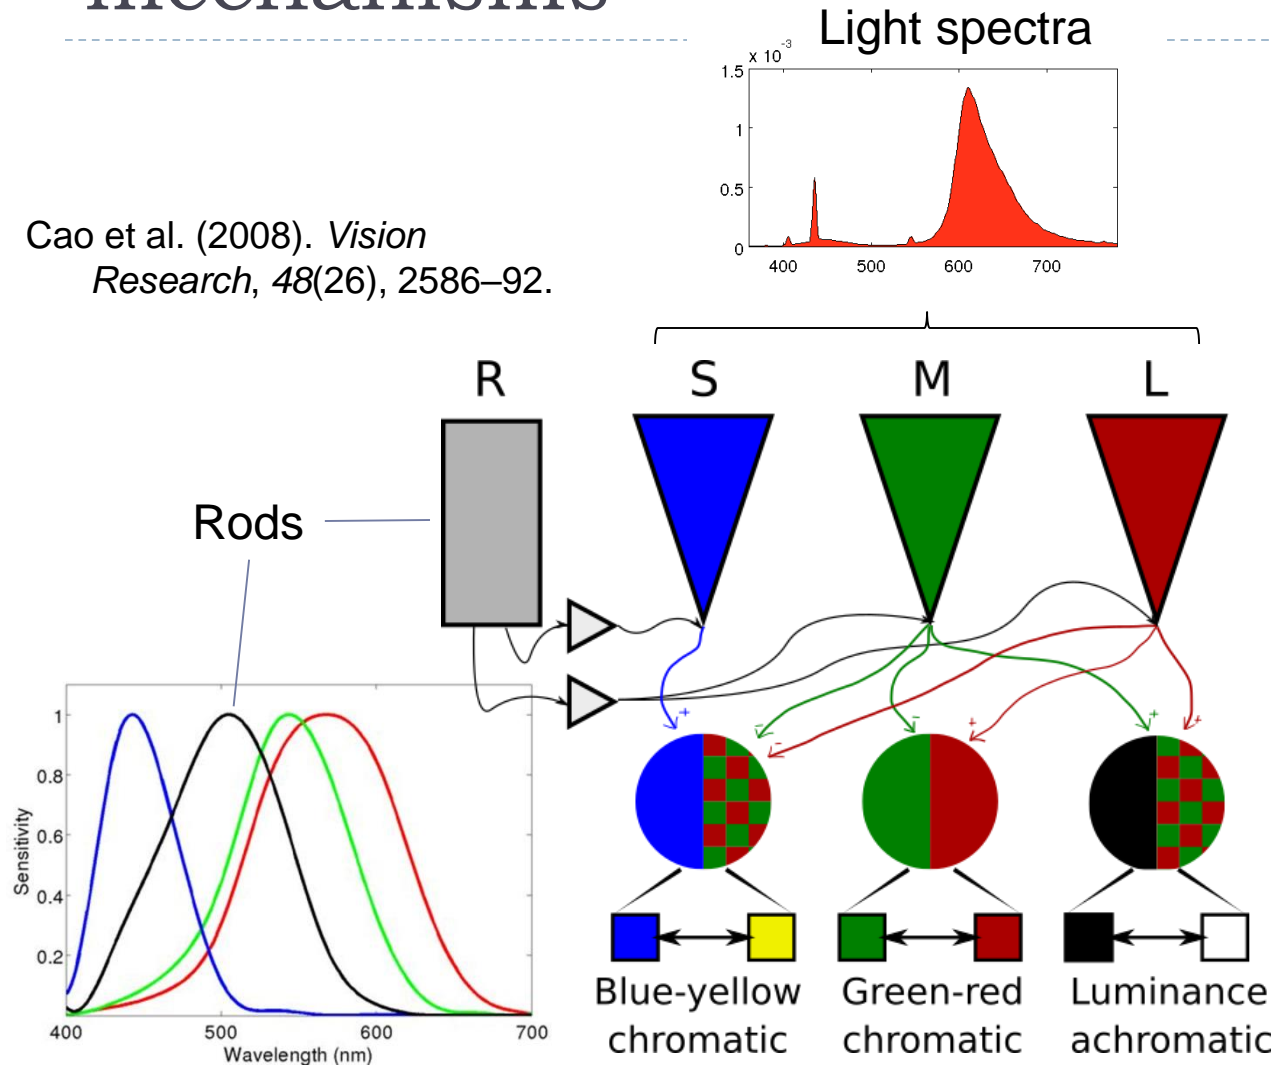 mechanisms
Light spectra
x 10-3
1.5
1
0.5
0
400 500 600 700
Cao et al. (2008). Vision
Research, 48(26), 2586–92.
R S M L
Rods
+ - - - + + +
1
0.8
0.6
0.4
0.2
Sensitivity
400 500 600 700
Wavelength (nm)
Blue-yellow
chromatic
Green-red
chromatic
Luminance
achromatic